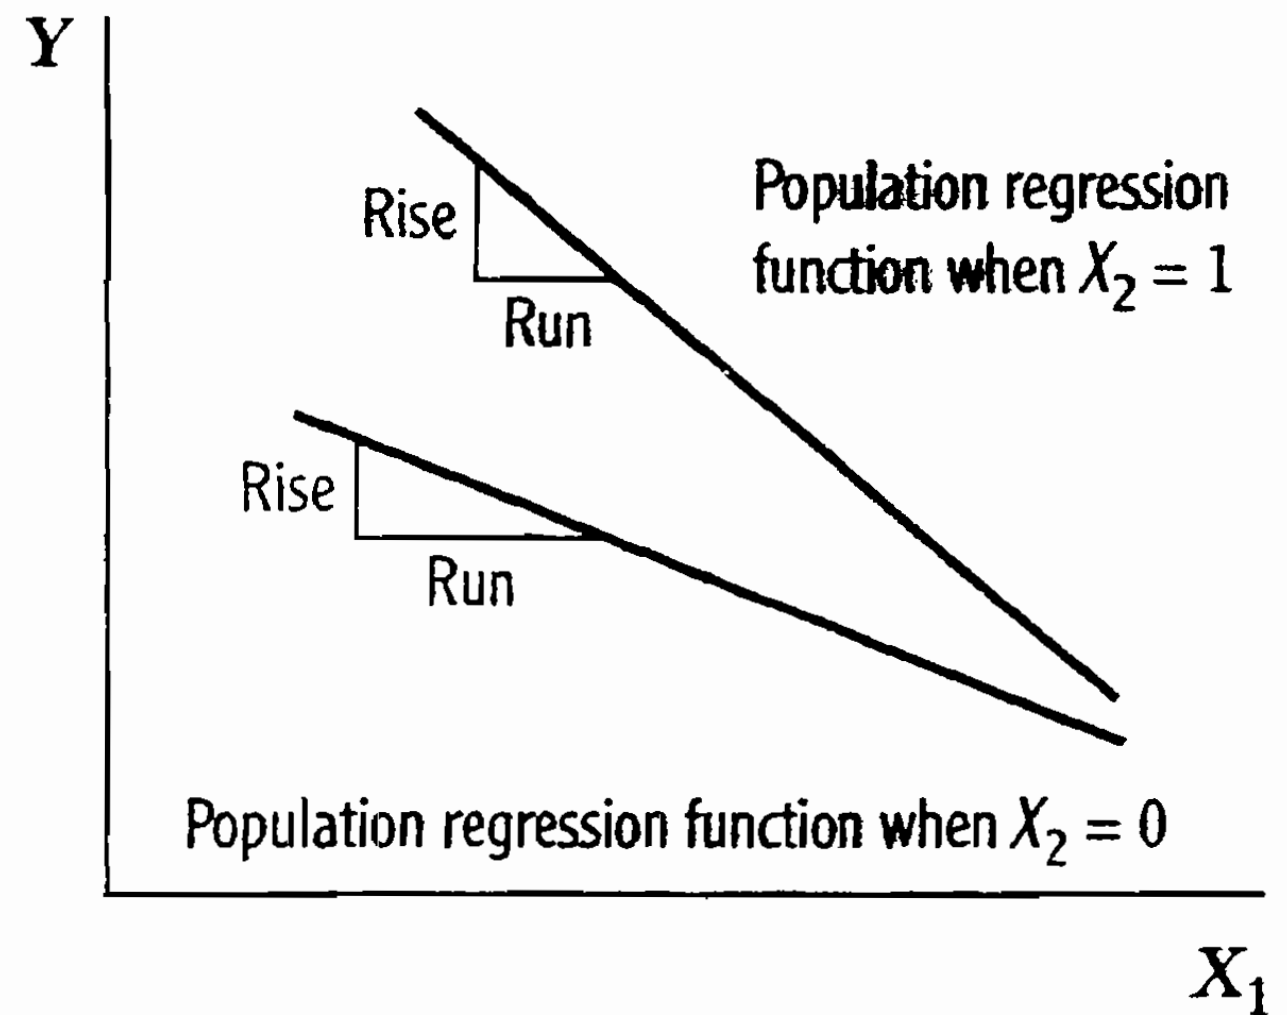 Y
Rise
Population regression
function when X₂ = 1
Run
Rise
Run
Population regression function when X₂ = 0
X₁